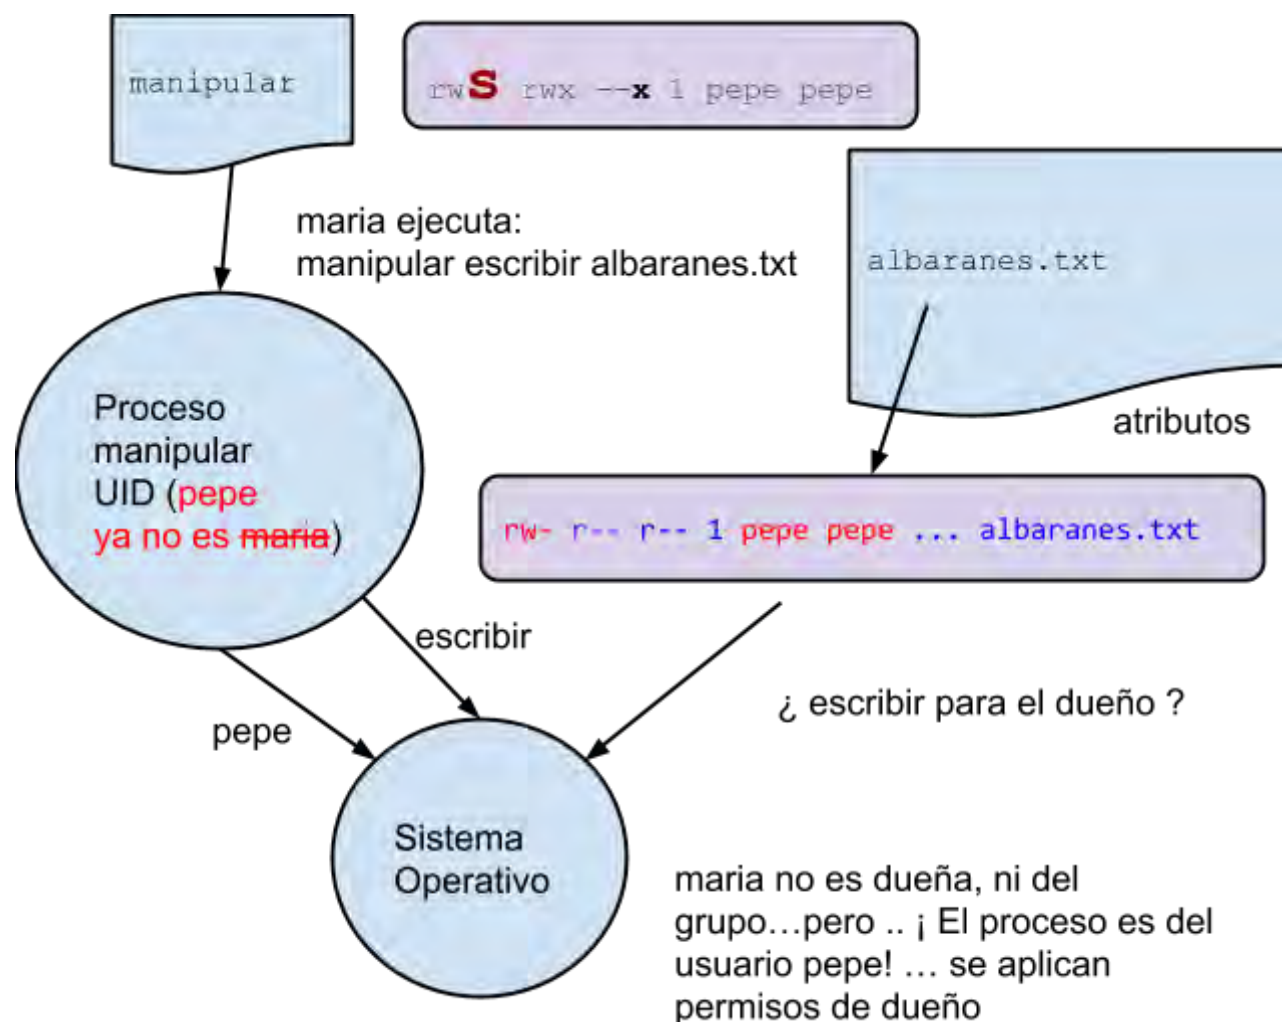 manipular
rwS rwx --x 1 pepe pepe
maria ejecuta:
manipular escribir albaranes.txt
albaranes.txt
atributos
Proceso
manipular
UID (pepe
ya no es maria)
rw- r-- r-- 1 pepe pepe ... albaranes.txt
escribir
pepe
¿ escribir para el dueño ?
Sistema
Operativo
maria no es dueña, ni del
grupo...pero .. ¡ El proceso es del
usuario pepe! ... se aplican
permisos de dueño